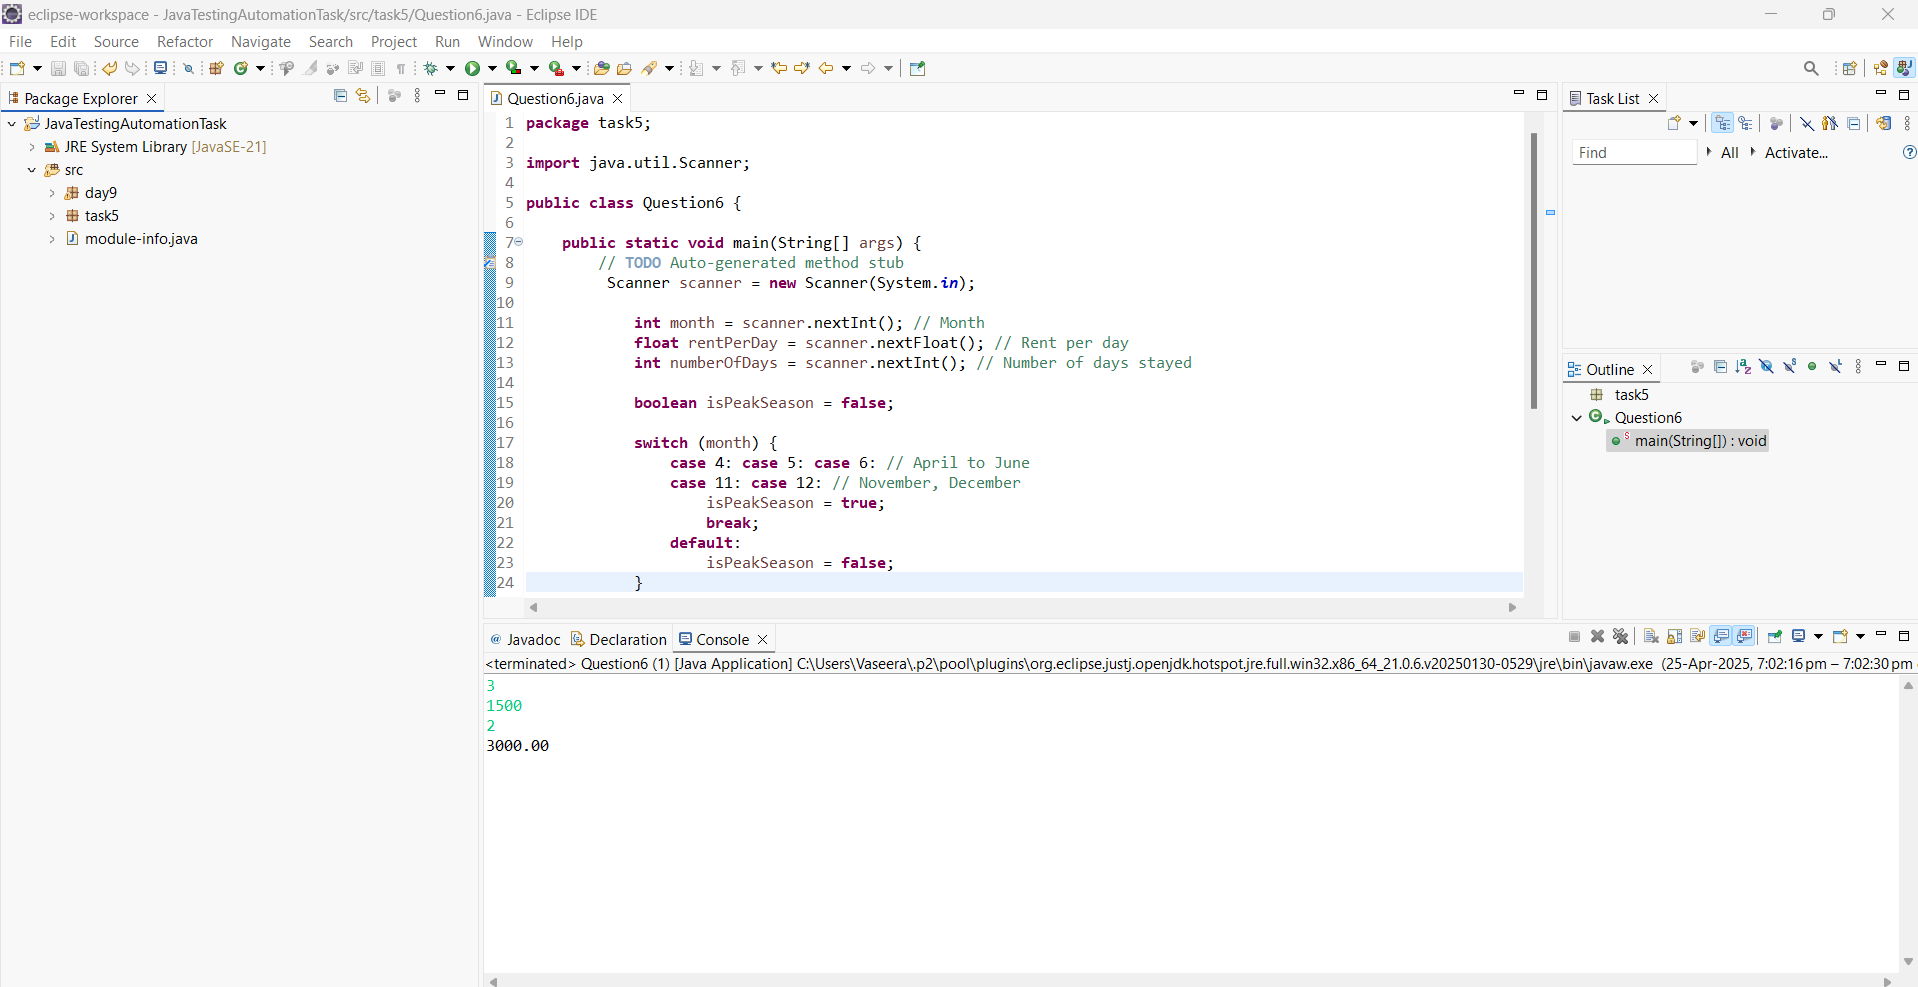 eclipse-workspace - JavaTestingAutomationTask/src/task5/Question6.java - Eclipse IDE
File Edit Source Refactor Navigate Search Project Run Window Help
Package Explorer
JavaTestingAutomationTask
JRE System Library [JavaSE-21]
src
day9
task5
module-info.java
Question6.java
1 package task5;
2
3 import java.util.Scanner;
4
5 public class Question6 {
6
7 public static void main(String[] args) {
8 // TODO Auto-generated method stub
9 Scanner scanner = new Scanner(System.in);
10
11 int month = scanner.nextInt(); // Month
12 float rentPerDay = scanner.nextFloat(); // Rent per day
13 int numberOfDays = scanner.nextInt(); // Number of days stayed
14
15 boolean isPeakSeason = false;
16
17 switch (month) {
18 case 4: case 5: case 6: // April to June
19 case 11: case 12: // November, December
20 isPeakSeason = true;
21 break;
22 default:
23 isPeakSeason = false;
24 }
Task List
Find All Activate...
Outline
task5
Question6
main(String[]) : void
Javadoc Declaration Console
<terminated> Question6 (1) [Java Application] C:\Users\Vaseera\.p2\pool\plugins\org.eclipse.justj.openjdk.hotspot.jre.full.win32.x86_64_21.0.6.v20250130-0529\jre\bin\javaw.exe (25-Apr-2025, 7:02:16 pm – 7:02:30 pm
3
1500
2
3000.00